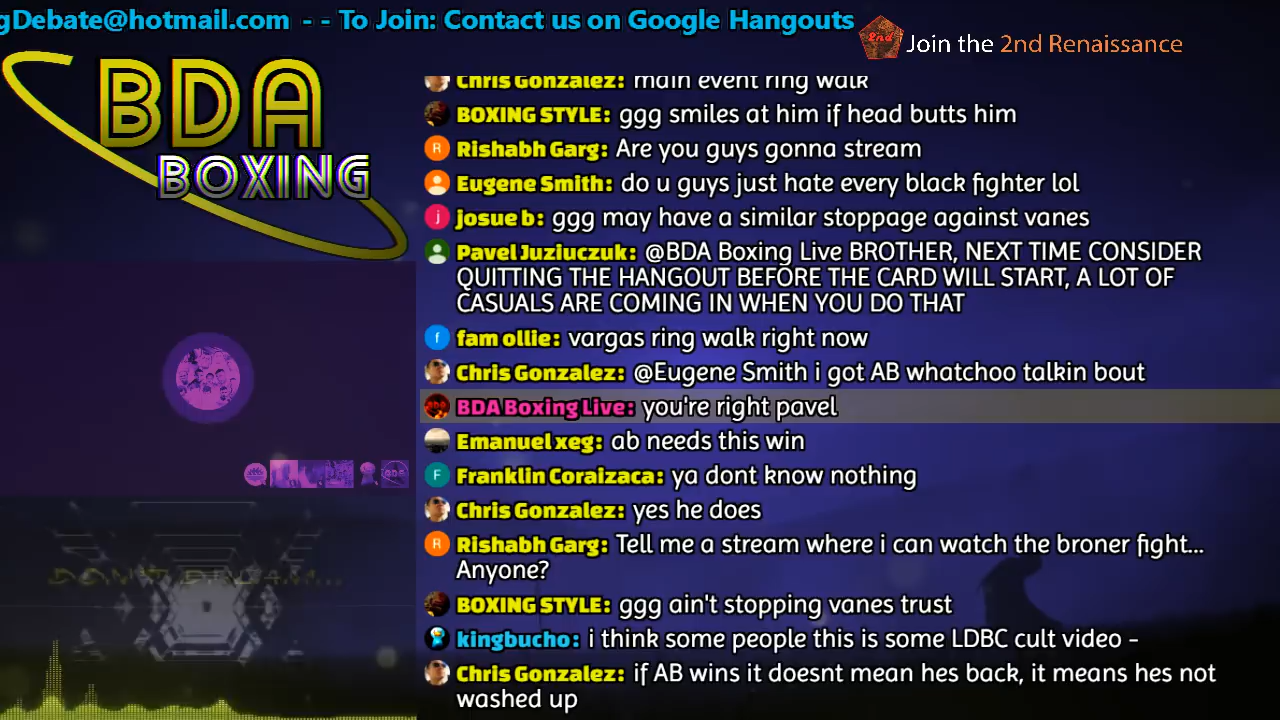 gDebate@hotmail.com - - To Join: Contact us on Google Hangouts
2nd
Join the 2nd Renaissance
BDA
BOXING
Chris Gonzalez: main event ring walk
BOXING STYLE: ggg smiles at him if head butts him
R
Rishabh Garg: Are you guys gonna stream
Eugene Smith: do u guys just hate every black fighter lol
j
josue b: ggg may have a similar stoppage against vanes
Pavel Juziuczuk: @BDA Boxing Live BROTHER, NEXT TIME CONSIDER
QUITTING THE HANGOUT BEFORE THE CARD WILL START, A LOT OF
CASUALS ARE COMING IN WHEN YOU DO THAT
f
fam ollie: vargas ring walk right now
Chris Gonzalez: @Eugene Smith i got AB whatchoo talkin bout
BDA Boxing Live: you're right pavel
Emanuel xeg: ab needs this win
F
Franklin Coraizaca: ya dont know nothing
Chris Gonzalez: yes he does
R
Rishabh Garg: Tell me a stream where i can watch the broner fight...
Anyone?
BOXING STYLE: ggg ain't stopping vanes trust
kingbucho: i think some people this is some LDBC cult video -
Chris Gonzalez: if AB wins it doesnt mean hes back, it means hes not
washed up